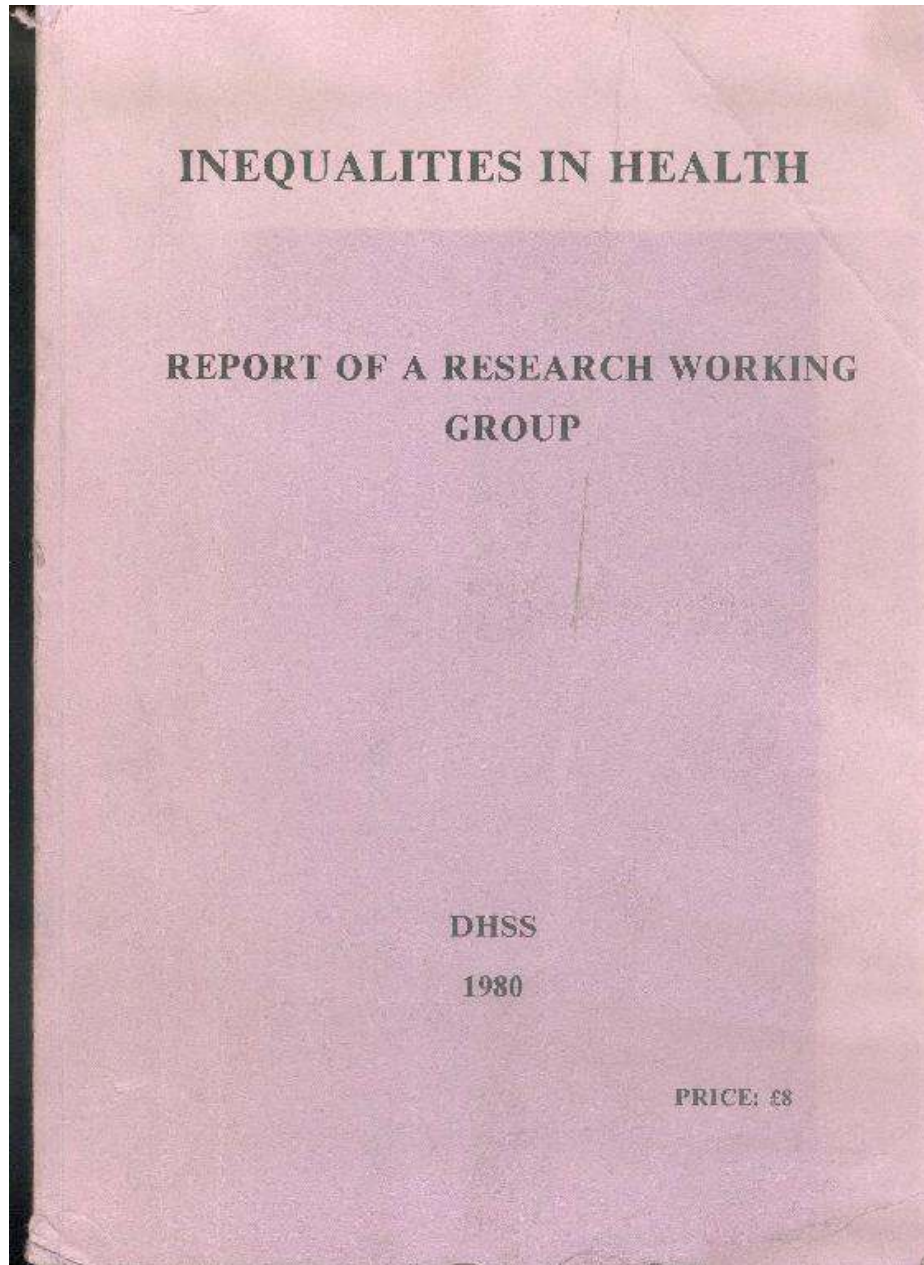 INEQUALITIES IN HEALTH
REPORT OF A RESEARCH WORKING
GROUP
DHSS
1980
PRICE: £8